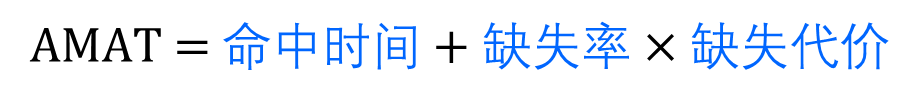 AMAT = 命中时间 + 缺失率 × 缺失代价